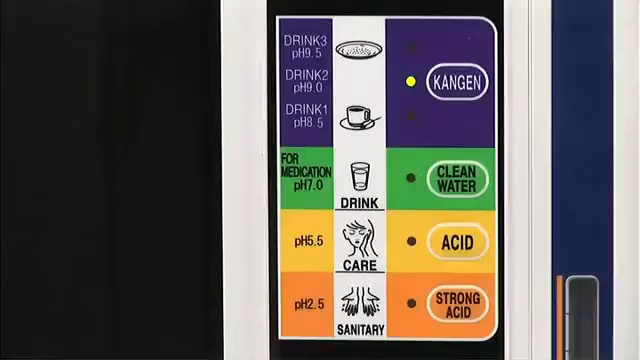 DRINK3
pH9.5
DRINK2
pH9.0
KANGEN
DRINK1
pH8.5
FOR
MEDICATION
pH7.0
CLEAN
WATER
DRINK
pH5.5
ACID
CARE
pH2.5
STRONG
ACID
SANITARY